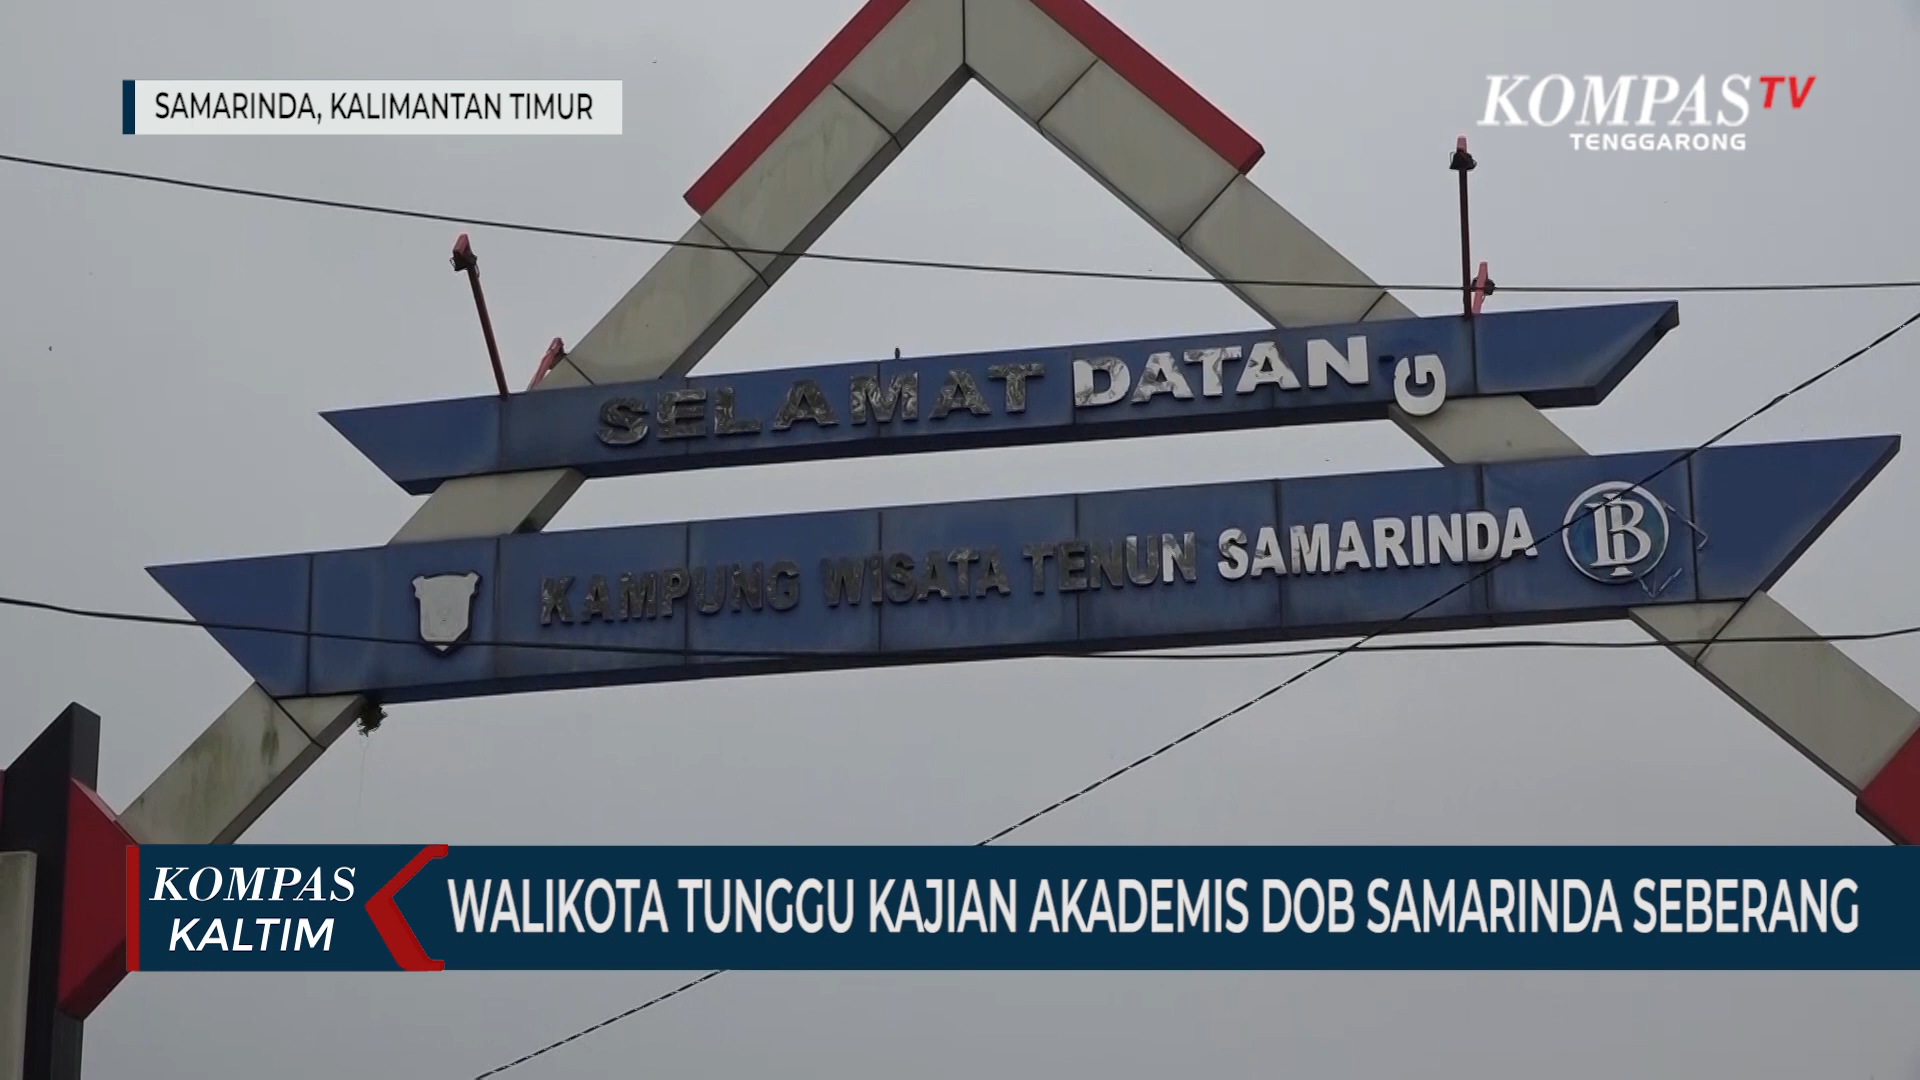 SAMARINDA, KALIMANTAN TIMUR
KOMPAS TV
TENGGARONG
SELAMAT DATANG
KAMPUNG WISATA TENUN SAMARINDA BI
KOMPAS
KALTIM
WALIKOTA TUNGGU KAJIAN AKADEMIS DOB SAMARINDA SEBERANG